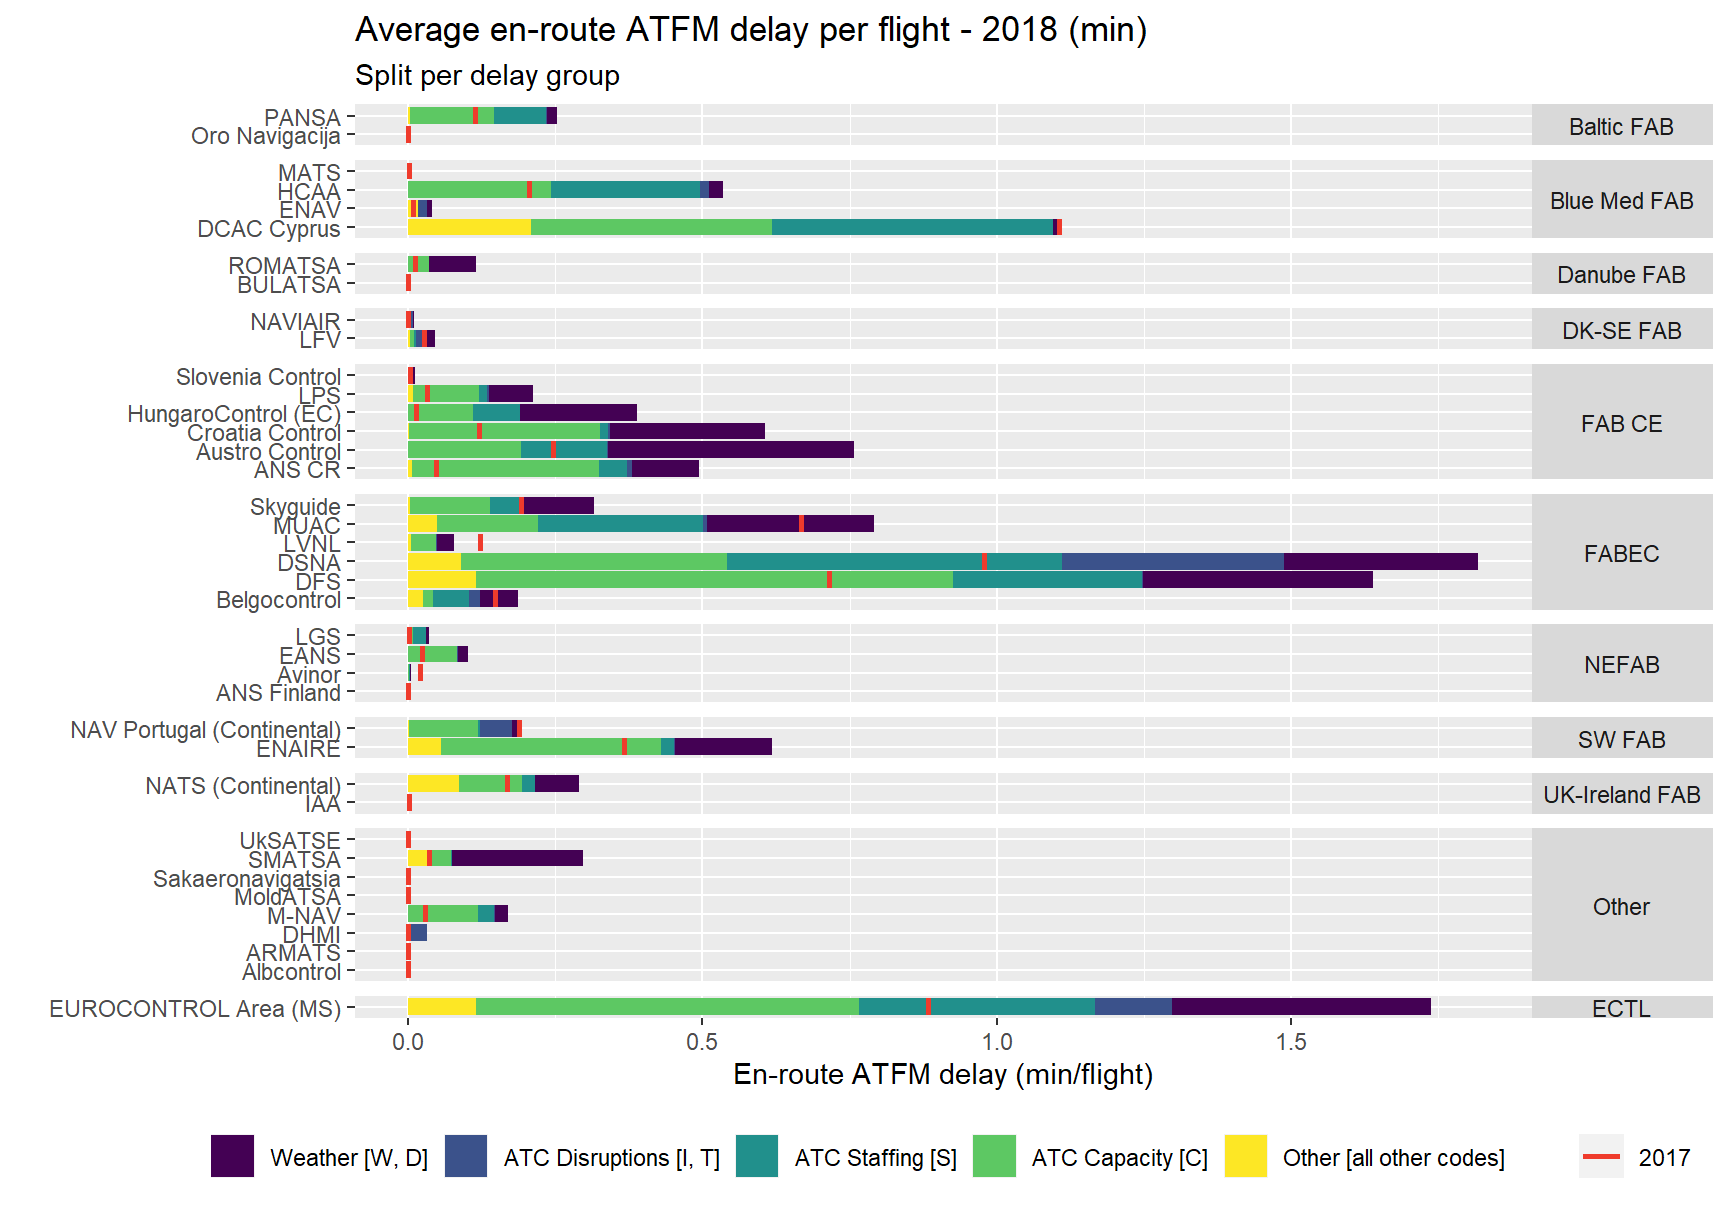 Average en-route ATFM delay per flight - 2018 (min)
Split per delay group
PANSA
Oro Navigacija
Baltic FAB
MATS
HCAA
ENAV
DCAC Cyprus
Blue Med FAB
ROMATSA
BULATSA
Danube FAB
NAVIAIR
LFV
DK-SE FAB
Slovenia Control
LPS
HungaroControl (EC)
Croatia Control
Austro Control
ANS CR
FAB CE
Skyguide
MUAC
LVNL
DSNA
DFS
Belgocontrol
FABEC
LGS
EANS
Avinor
ANS Finland
NEFAB
NAV Portugal (Continental)
ENAIRE
SW FAB
NATS (Continental)
IAA
UK-Ireland FAB
UkSATSE
SMATSA
Sakaeronavigatsia
MoldATSA
M-NAV
DHMI
ARMATS
Albcontrol
Other
EUROCONTROL Area (MS)
ECTL
0.0 0.5 1.0 1.5
En-route ATFM delay (min/flight)
Weather [W, D] ATC Disruptions [I, T] ATC Staffing [S] ATC Capacity [C] Other [all other codes] 2017